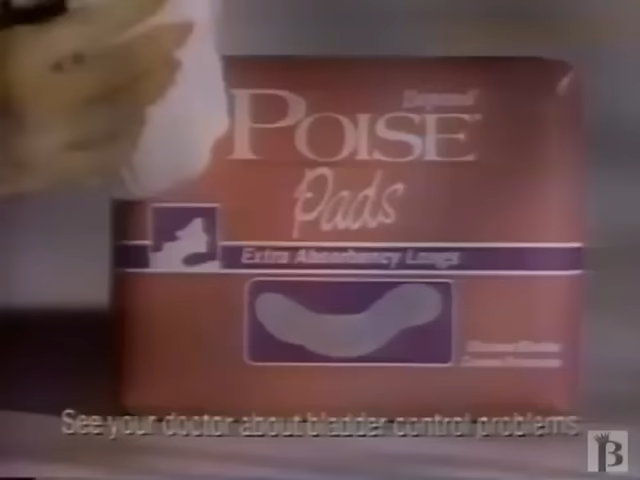 Depend
POISE
Pads
Extra Absorbency Longs
See your doctor about bladder control problems
B